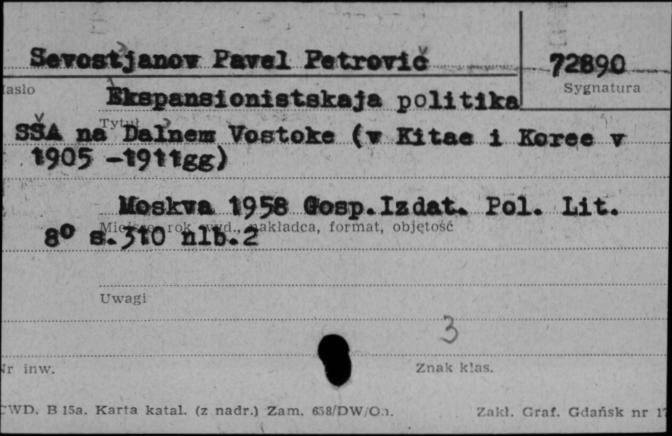 Sevostjanov Pavel Petrovič
72890
Hasło
Sygnatura
Ekspansionistskaja politika
Tytuł
SŠA na Dalnem Vostoke (v Kitae i Koree v
1905 -1911gg)
Moskva 1958 Gosp.Izdat. Pol. Lit.
Miejsce, rok wyd., nakładca, format, objętość
8° s.310 nlb.2
Uwagi
3
Nr inw.
Znak klas.
CWD. B 15a. Karta katal. (z nadr.) Zam. 638/DW/On.
Zakł. Graf. Gdańsk nr 17